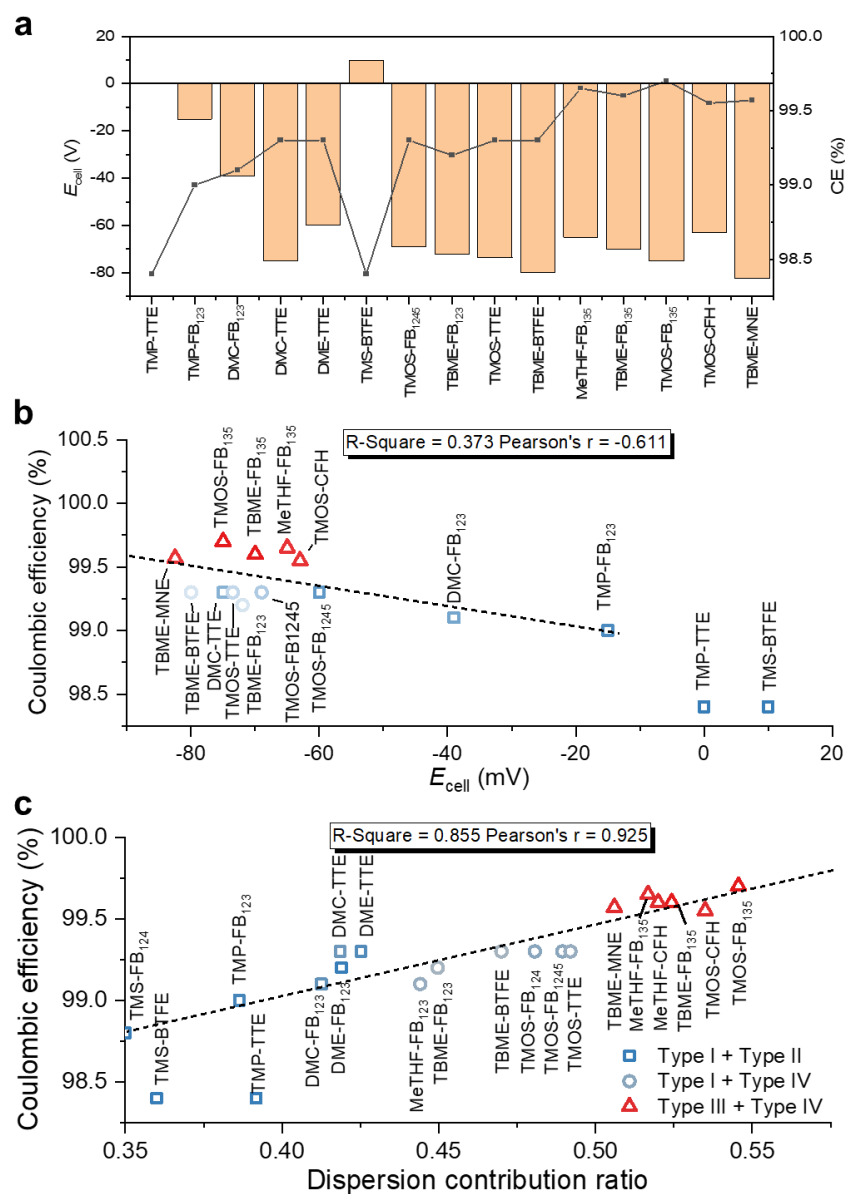 a
20
0
-20
-40
-60
-80
E_cell (V)
100.0
99.5
99.0
98.5
CE (%)
TMP-TTE
TMP-FB₁₂₃
DMC-FB₁₂₃
DMC-TTE
DME-TTE
TMS-BTFE
TMOS-FB₁₂₄₅
TBME-FB₁₂₃
TMOS-TTE
TBME-BTFE
MeTHF-FB₁₃₅
TBME-FB₁₃₅
TMOS-FB₁₃₅
TMOS-CFH
TBME-MNE
b
R-Square = 0.373 Pearson's r = -0.611
100.5
100.0
99.5
99.0
98.5
Coulombic efficiency (%)
TMOS-FB₁₃₅
TBME-FB₁₃₅
MeTHF-FB₁₃₅
TMOS-CFH
DMC-FB₁₂₃
TMP-FB₁₂₃
TMP-TTE
TMS-BTFE
TBME-MNE
TBME-BTFE
DMC-TTE
TMOS-TTE
TBME-FB₁₂₃
TMOS-FB1245
TMOS-FB₁₂₄₅
-80 -60 -40 -20 0 20
E_cell (mV)
c
R-Square = 0.855 Pearson's r = 0.925
100.0
99.5
99.0
98.5
Coulombic efficiency (%)
TMS-FB₁₂₄
TMS-BTFE
TMP-FB₁₂₃
TMP-TTE
DMC-FB₁₂₃
DME-FB₁₂₃
DMC-TTE
DME-TTE
MeTHF-FB₁₂₃
TBME-FB₁₂₃
TBME-BTFE
TMOS-FB₁₂₄
TMOS-FB₁₂₄₅
TMOS-TTE
TBME-MNE
MeTHF-FB₁₃₅
MeTHF-CFH
TBME-FB₁₃₅
TMOS-CFH
TMOS-FB₁₃₅
Type I + Type II
Type I + Type IV
Type III + Type IV
0.35 0.40 0.45 0.50 0.55
Dispersion contribution ratio